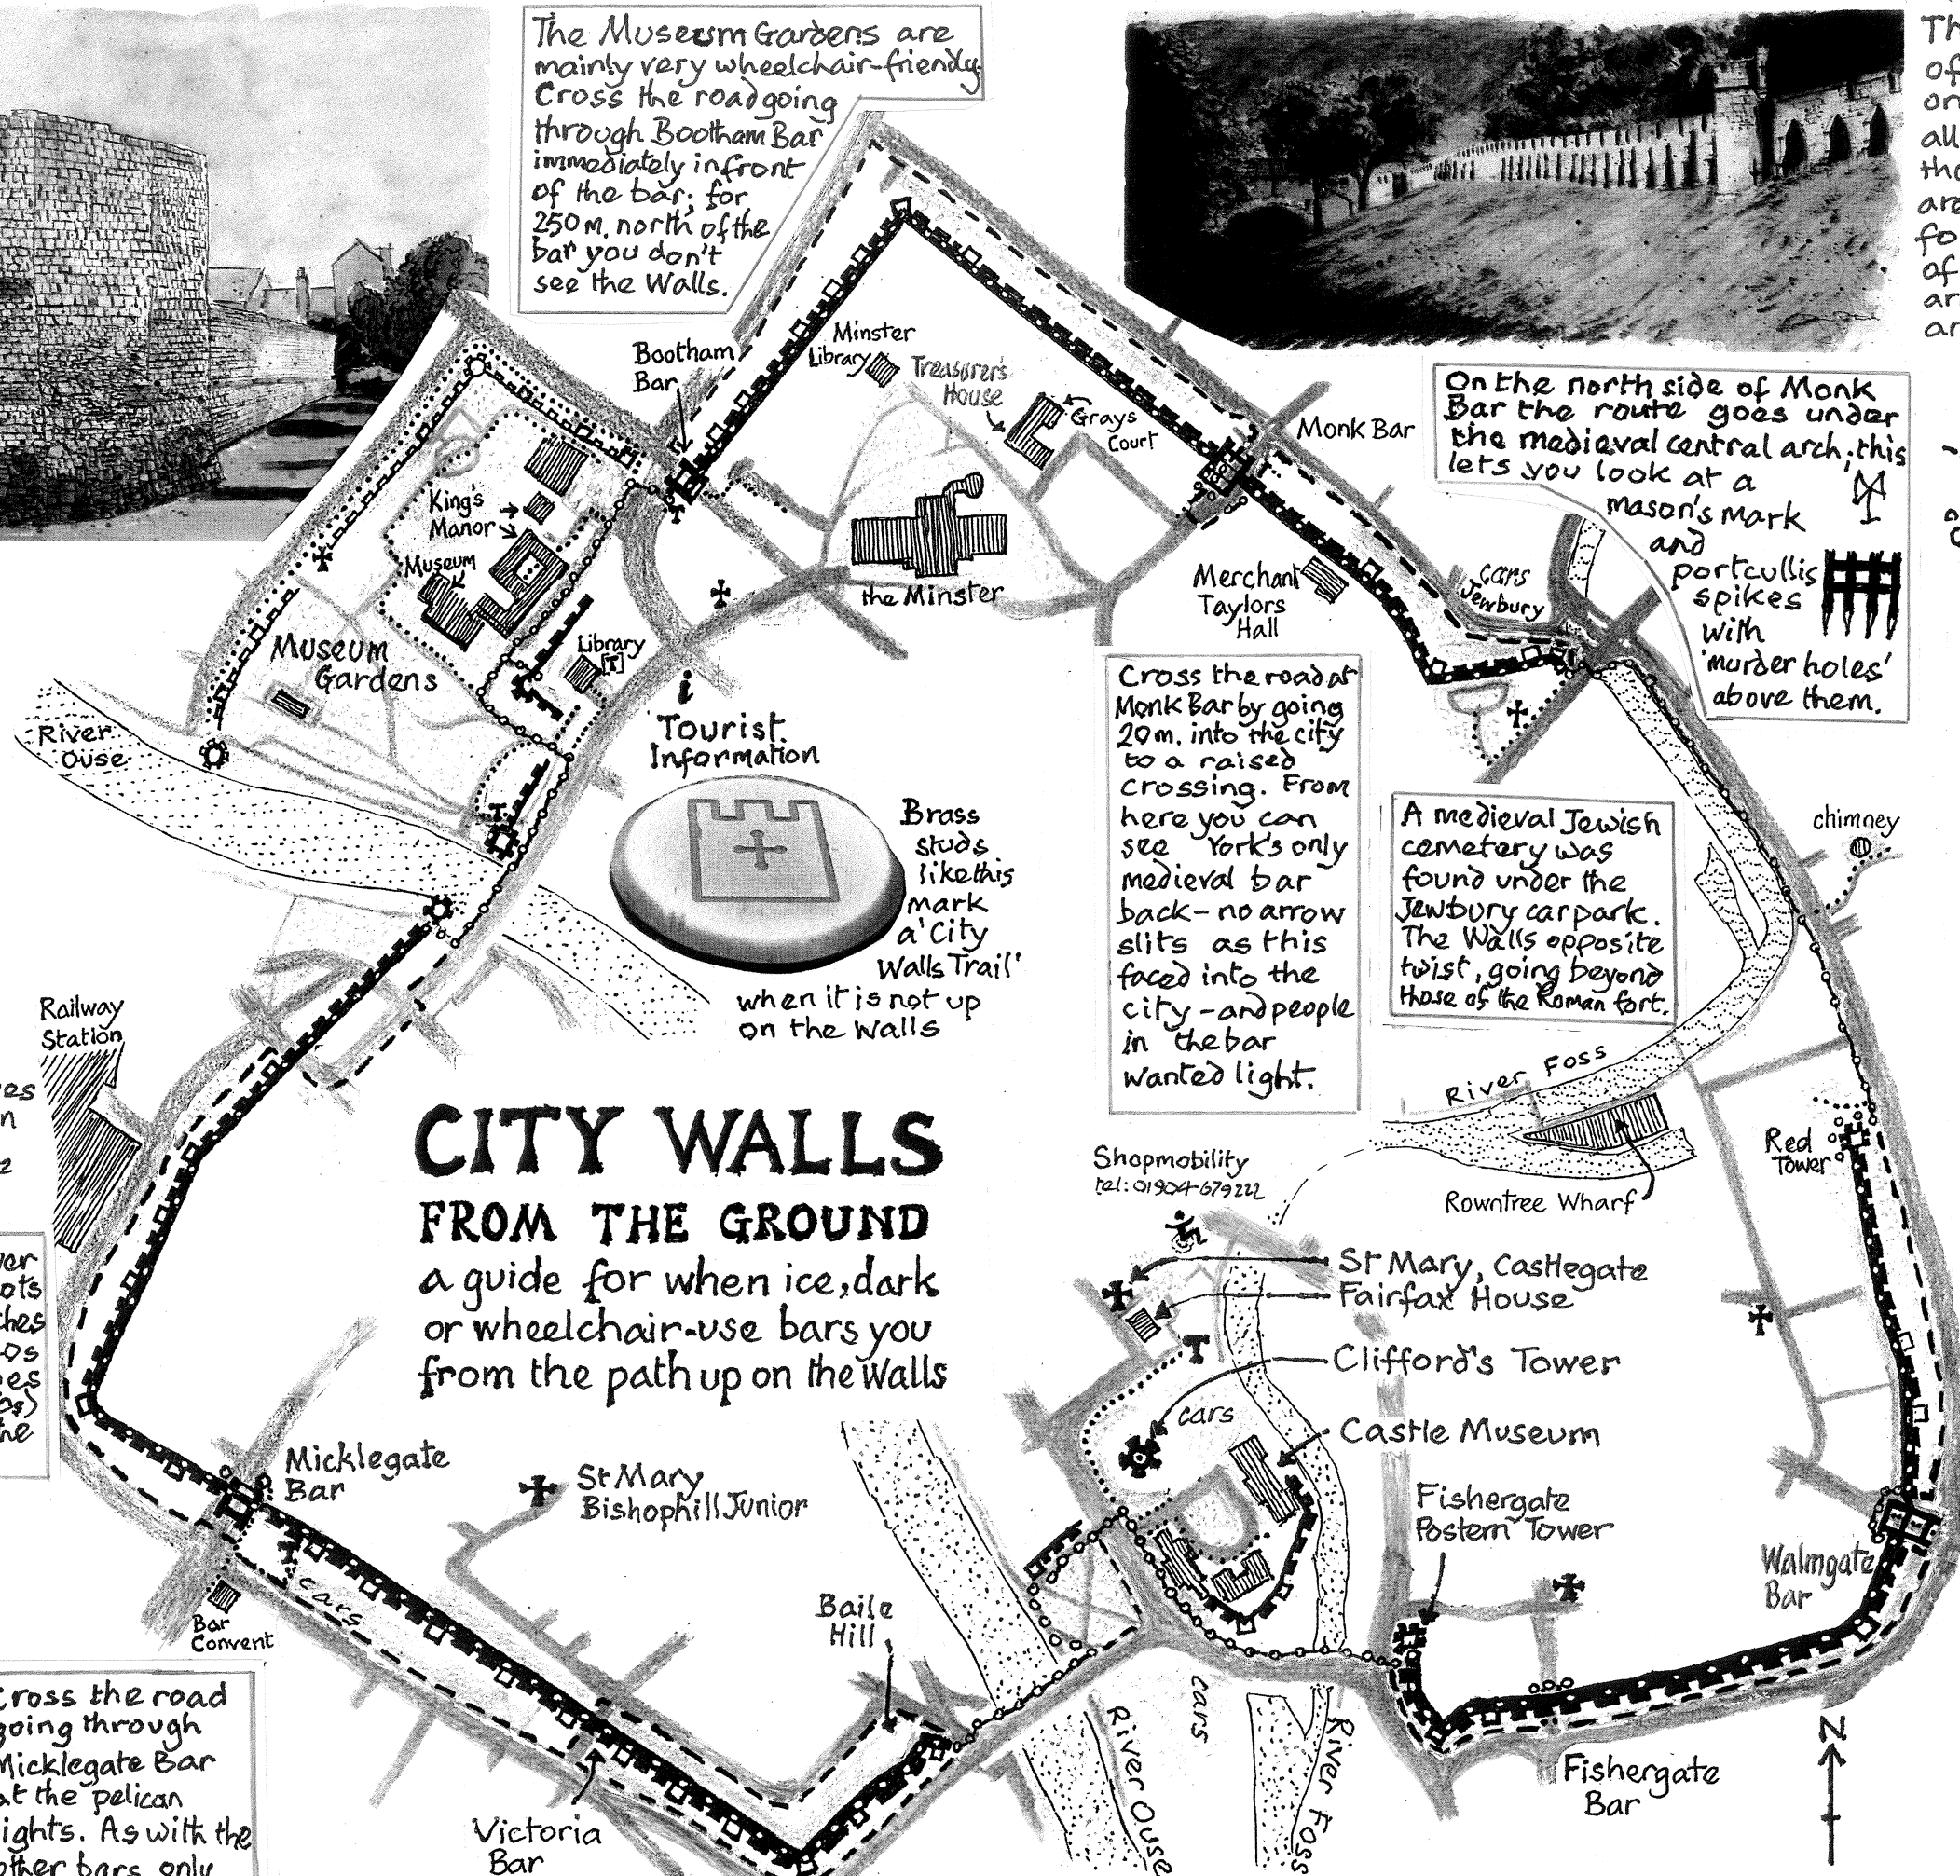 The Museum Gardens are
mainly very wheelchair-friendly.
Cross the road going
through Bootham Bar
immediately in front
of the bar; for
250m. north of the
bar you don't
see the Walls.
Bootham
Bar
Minster
Library
Treasurer's
House
Grays
Court
Monk Bar
On the north side of Monk
Bar the route goes under
the medieval central arch; this
lets you look at a
mason's mark
and
portcullis
spikes
with
'murder holes'
above them.
King's
Manor
Museum
the Minster
Merchant
Taylors
Hall
cars
Jewbury
Library
T
Museum
Gardens
River
Ouse
i
Tourist
Information
Brass
studs
like this
mark
a 'City
Walls Trail'
when it is not up
on the walls
T
Cross the road at
Monk Bar by going
20m. into the city
to a raised
crossing. From
here you can
see York's only
medieval bar
back - no arrow
slits as this
faced into the
city - and people
in the bar
wanted light.
A medieval Jewish
cemetery was
found under the
Jewbury car park.
The Walls opposite
twist, going beyond
those of the Roman fort.
chimney
River Foss
Rowntree Wharf
Red
Tower
Railway
Station
CITY WALLS
FROM THE GROUND
a guide for when ice, dark
or wheelchair-use bars you
from the path up on the Walls
Shopmobility
tel: 01904 679222
St Mary, Castlegate
Fairfax House
T
Clifford's Tower
cars
Castle Museum
Fishergate
Postern Tower
Walmgate
Bar
Micklegate
Bar
St Mary
Bishophill Junior
T
cars
Bar
Convent
Baile
Hill
Victoria
Bar
River Ouse
cars
River Foss
Fishergate
Bar
N
Cross the road
going through
Micklegate Bar
at the pelican
lights. As with the
other bars only